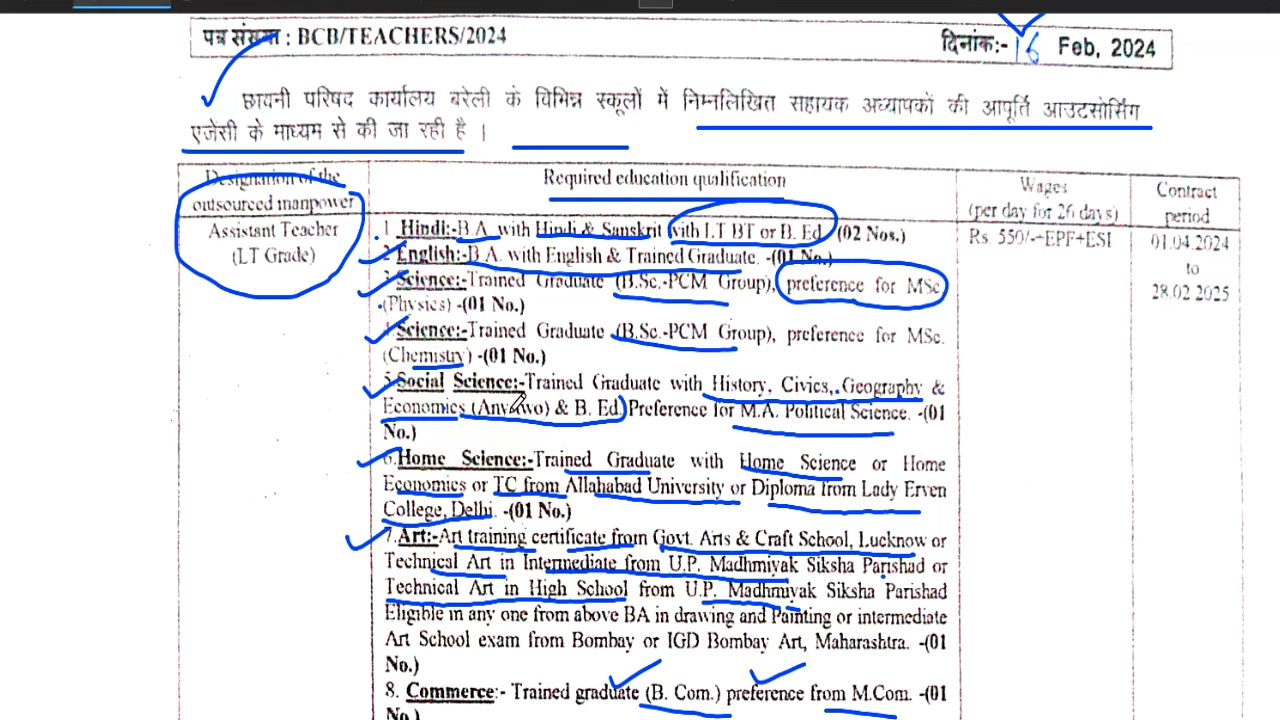 पत्र संख्या : BCB/TEACHERS/2024
दिनांक:- 16 Feb, 2024
छावनी परिषद कार्यालय बरेली के विभिन्न स्कूलों में निम्नलिखित सहायक अध्यापकों की आपूर्ति आउटसोर्सिंग
एजेसी के माध्यम से की जा रही है ।
Designation of the
outsourced manpower
Required education qualification
Wages
(per day for 26 days)
Contract
period
Assistant Teacher
(LT Grade)
1. Hindi:-B.A with Hindi & Sanskrit with LT BT or B. Ed. (02 Nos.)
2 English:-B A. with English & Trained Graduate. -(01 No.)
3 Science:-Trained Graduate (B.Sc.-PCM Group), preference for MSc
(Physics) -(01 No.)
4 Science:-Trained Graduate (B.Sc.-PCM Group), preference for MSc.
(Chemistry) -(01 No.)
5.Social Science:-Trained Graduate with History, Civics, Geography &
Economics (Any two) & B. Ed. Preference for M.A. Political Science. -(01
No.)
6.Home Science:-Trained Graduate with Home Science or Home
Economics or TC from Allahabad University or Diploma from Lady Erven
College, Delhi. -(01 No.)
7.Art:-Art training certificate from Govt. Arts & Craft School, Lucknow or
Technical Art in Intermediate from U.P. Madhmiyak Siksha Parishad or
Technical Art in High School from U.P. Madhmiyak Siksha Parishad
Eligible in any one from above BA in drawing and Painting or intermediate
Art School exam from Bombay or IGD Bombay Art, Maharashtra. -(01
No.)
8. Commerce:- Trained graduate (B. Com.) preference from M.Com. -(01
No.)
Rs. 550/-+EPF+ESI
01.04.2024
to
28.02 2025